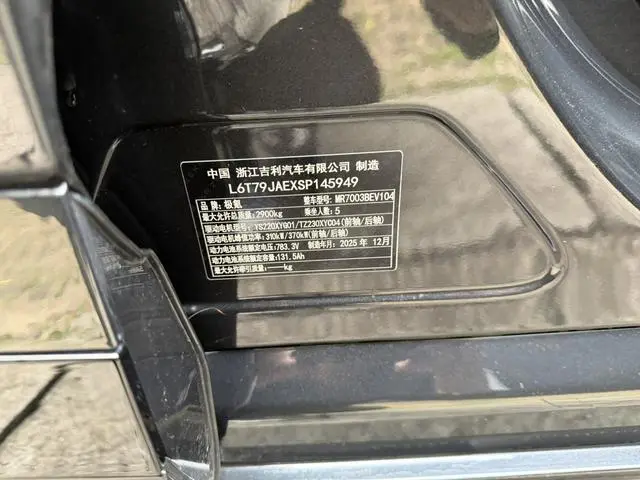 中国 浙江吉利汽车有限公司 制造
L6T79JAEXSP145949
品牌:极氪 整车型号:MR7003BEV104
最大允许总质量:2900kg 乘坐人数:5
驱动电机型号:YS220XYG01/TZ230XYC04(前轴/后轴)
驱动电机峰值功率:310kW/370kW(前轴/后轴)
动力电池系统额定电压:783.3V 制造年月:2025 年 12月
动力电池系统额定容量:131.5Ah
最大允许牵引质量:——kg